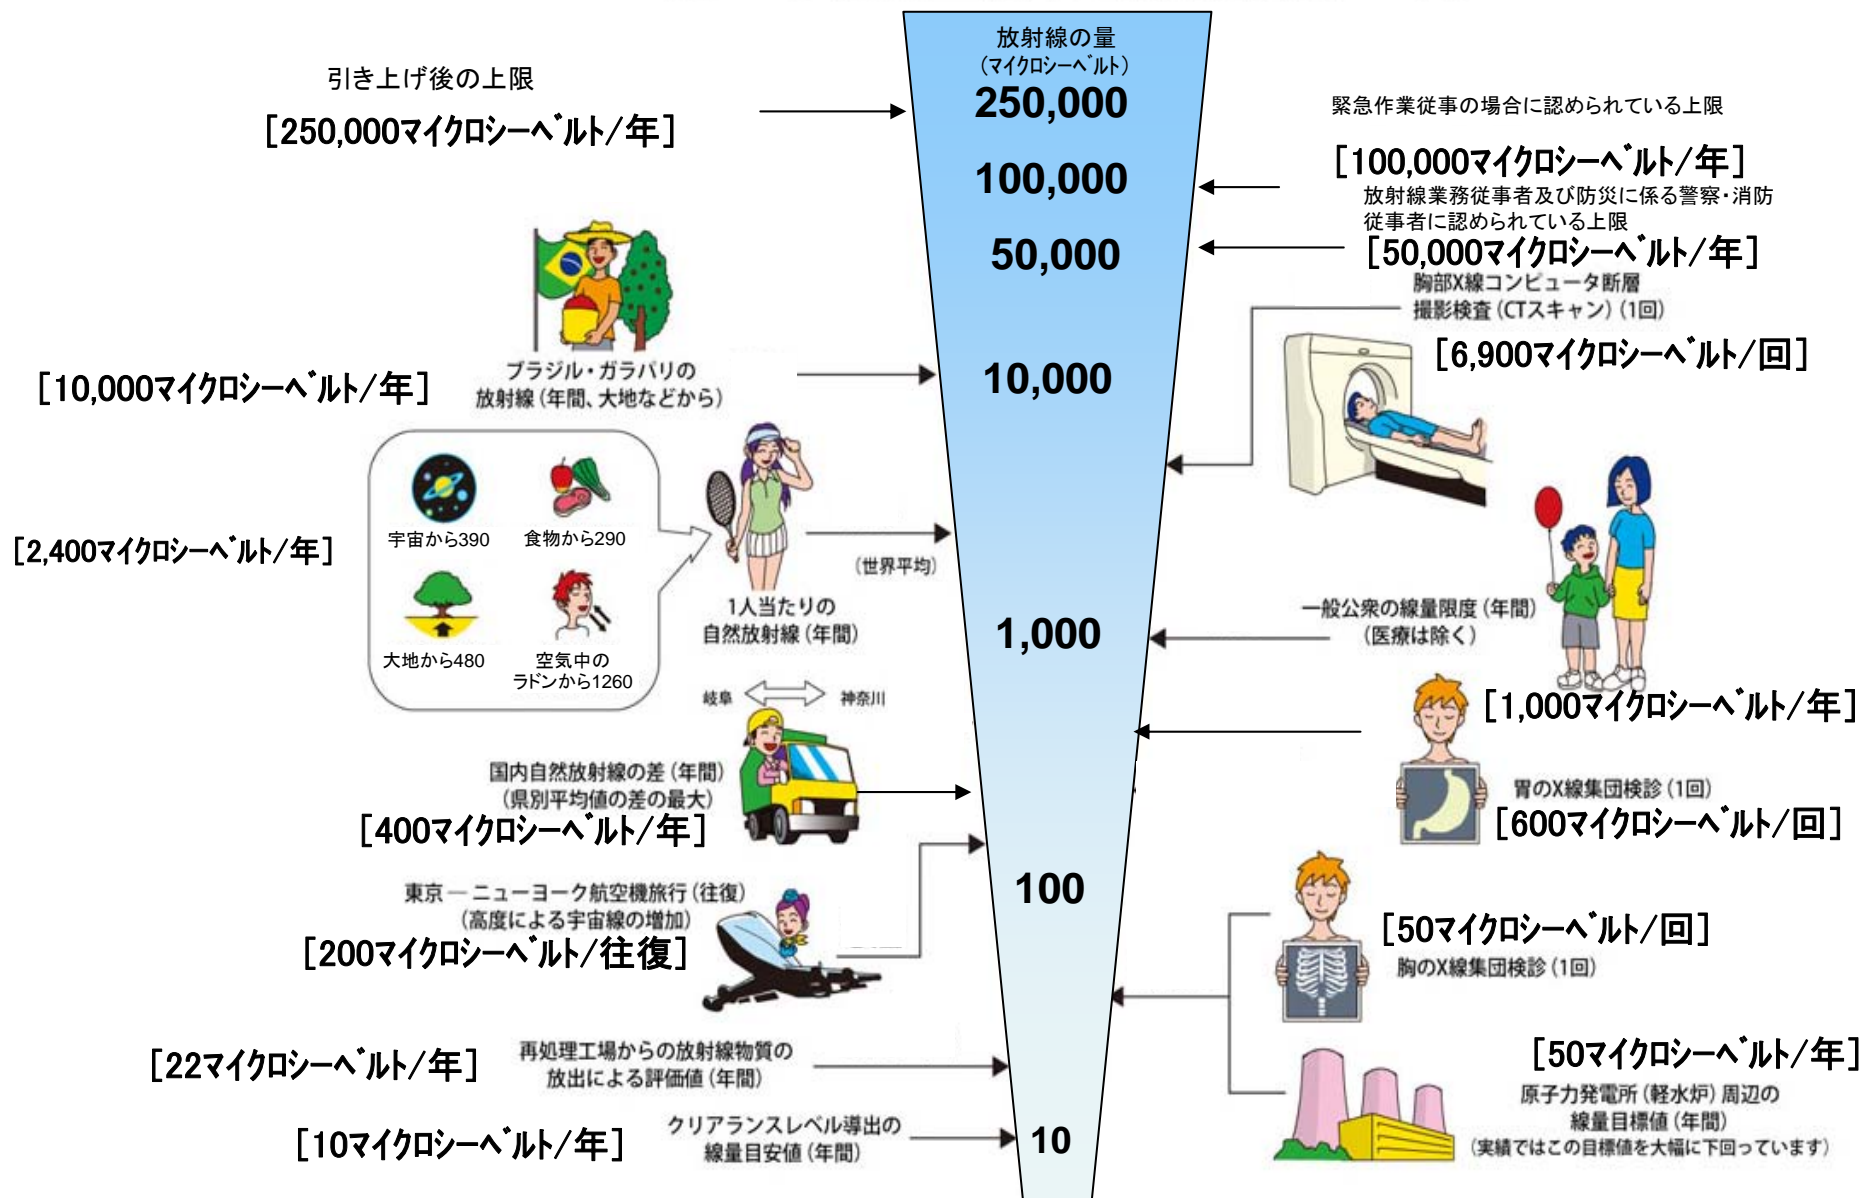 放射線の量
(マイクロシーベルト)
250,000
100,000
50,000
10,000
1,000
100
10
引き上げ後の上限
[250,000マイクロシーベルト/年]
ブラジル・ガラパリの
放射線(年間、大地などから)
[10,000マイクロシーベルト/年]
宇宙から390
食物から290
大地から480
空気中の
ラドンから1260
[2,400マイクロシーベルト/年]
(世界平均)
1人当たりの
自然放射線(年間)
岐阜
神奈川
国内自然放射線の差(年間)
(県別平均値の差の最大)
[400マイクロシーベルト/年]
東京―ニューヨーク航空機旅行(往復)
(高度による宇宙線の増加)
[200マイクロシーベルト/往復]
[22マイクロシーベルト/年]
再処理工場からの放射線物質の
放出による評価値(年間)
[10マイクロシーベルト/年]
クリアランスレベル導出の
線量目安値(年間)
緊急作業従事の場合に認められている上限
[100,000マイクロシーベルト/年]
放射線業務従事者及び防災に係る警察・消防
従事者に認められている上限
[50,000マイクロシーベルト/年]
胸部X線コンピュータ断層
撮影検査(CTスキャン)(1回)
[6,900マイクロシーベルト/回]
一般公衆の線量限度(年間)
(医療は除く)
[1,000マイクロシーベルト/年]
胃のX線集団検診(1回)
[600マイクロシーベルト/回]
[50マイクロシーベルト/回]
胸のX線集団検診(1回)
[50マイクロシーベルト/年]
原子力発電所(軽水炉)周辺の
線量目標値(年間)
(実績ではこの目標値を大幅に下回っています)